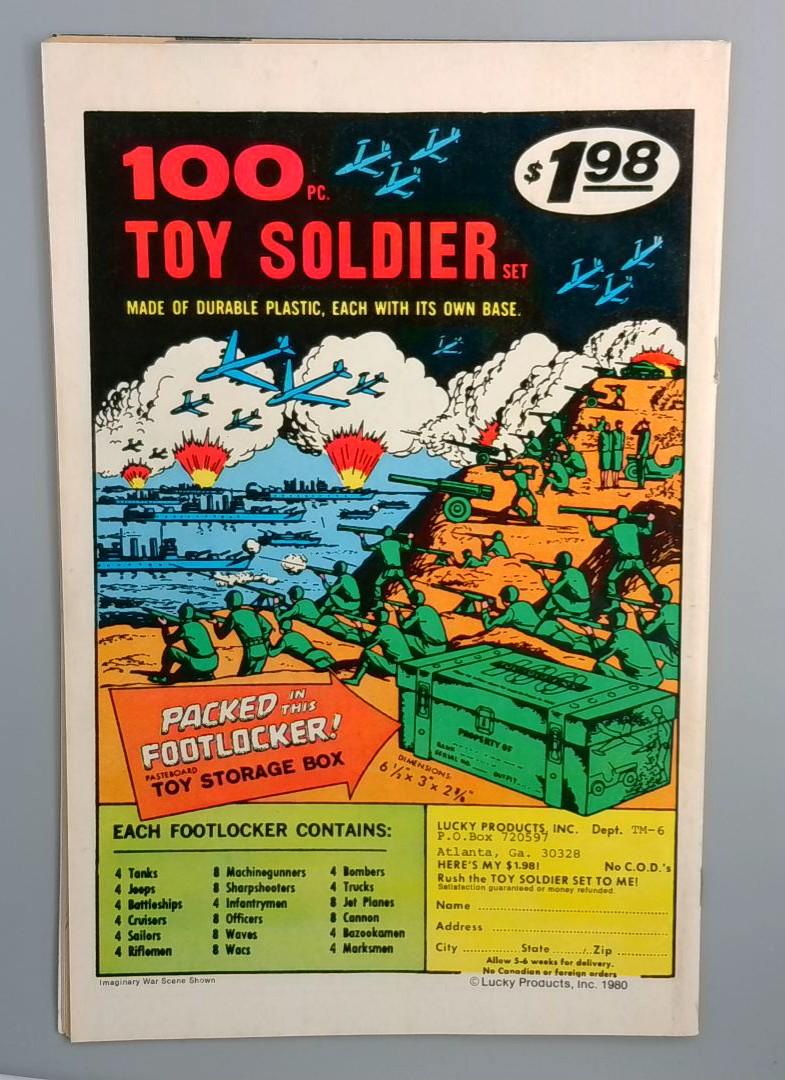 100 PC.
$1.98
TOY SOLDIER SET
MADE OF DURABLE PLASTIC, EACH WITH ITS OWN BASE.
PACKED IN THIS
FOOTLOCKER!
PASTEBOARD
TOY STORAGE BOX
PROPERTY OF
NAME
SERIAL NO. OUTFIT
DIMENSIONS:
6 1/2" x 3" x 2 3/8"
EACH FOOTLOCKER CONTAINS:
4 Tanks
4 Jeeps
4 Battleships
4 Cruisers
4 Sailors
4 Riflemen
8 Machinegunners
8 Sharpshooters
4 Infantrymen
8 Officers
8 Waves
8 Wacs
4 Bombers
4 Trucks
8 Jet Planes
8 Cannon
4 Bazookamen
4 Marksmen
LUCKY PRODUCTS, INC. Dept. TM-6
P.O.Box 720597
Atlanta, Ga. 30328
HERE'S MY $1.98! No C.O.D.'s
Rush the TOY SOLDIER SET TO ME!
Satisfaction guaranteed or money refunded.
Name
Address
City State Zip
Allow 5-6 weeks for delivery.
No Canadian or foreign orders
Imaginary War Scene Shown
© Lucky Products, Inc. 1980